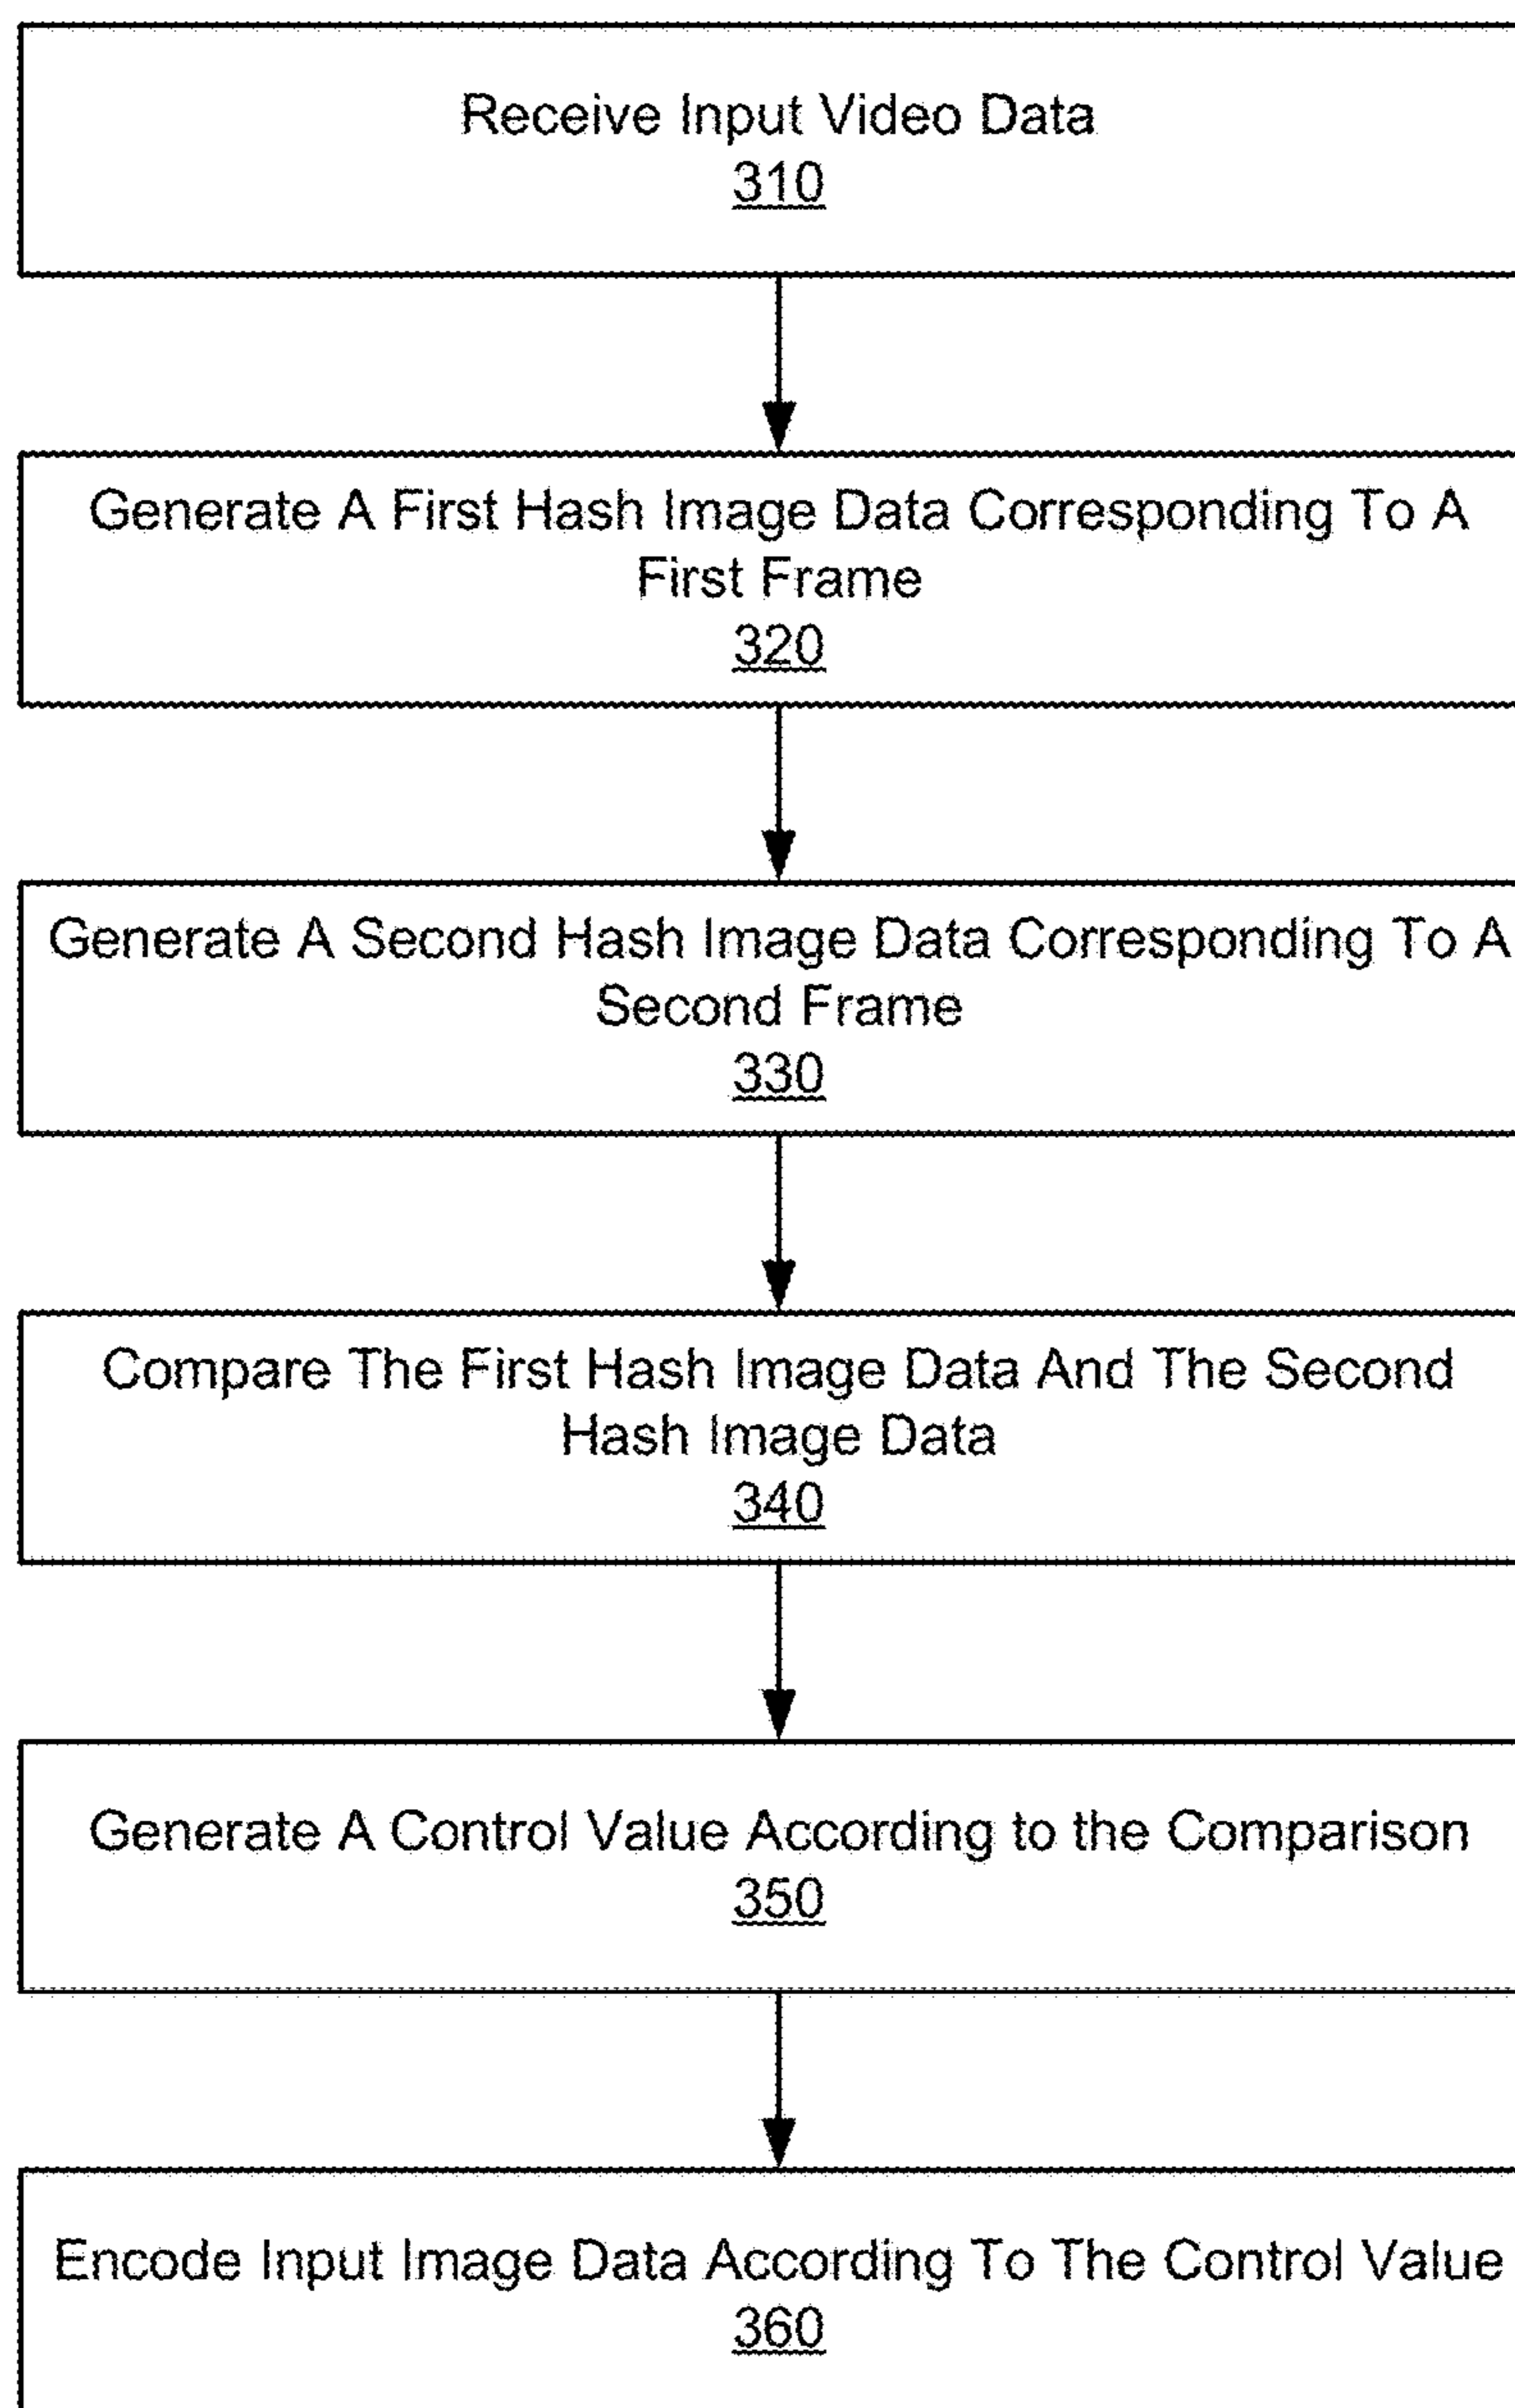 Receive Input Video Data
310
Generate A First Hash Image Data Corresponding To A
First Frame
320
Generate A Second Hash Image Data Corresponding To A
Second Frame
330
Compare The First Hash Image Data And The Second
Hash Image Data
340
Generate A Control Value According to the Comparison
350
Encode Input Image Data According To The Control Value
360